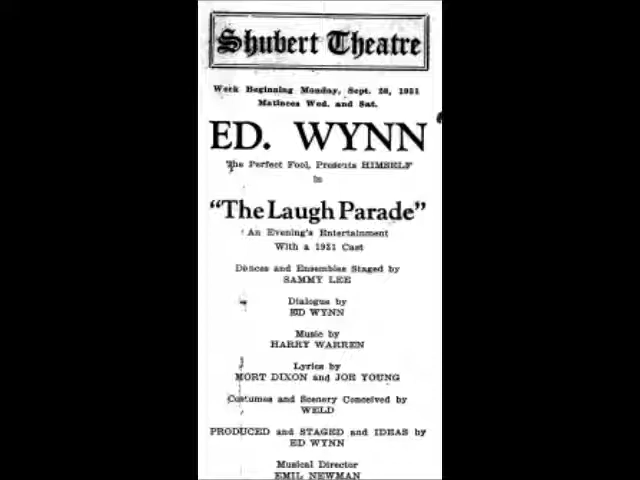 Shubert Theatre
Week Beginning Monday, Sept. 28, 1931
Matinees Wed. and Sat.
ED. WYNN
The Perfect Fool, Presents HIMSELF
in
“The Laugh Parade”
An Evening's Entertainment
With a 1931 Cast
Dances and Ensembles Staged by
SAMMY LEE
Dialogue by
ED WYNN
Music by
HARRY WARREN
Lyrics by
MORT DIXON and JOE YOUNG
Costumes and Scenery Conceived by
WELD
PRODUCED and STAGED and IDEAS by
ED WYNN
Musical Director
EMIL NEWMAN